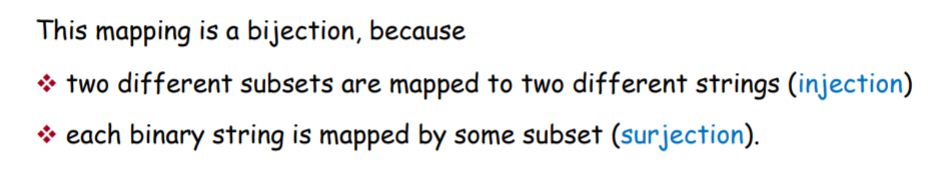 This mapping is a bijection, because
❖ two different subsets are mapped to two different strings (injection)
❖ each binary string is mapped by some subset (surjection).